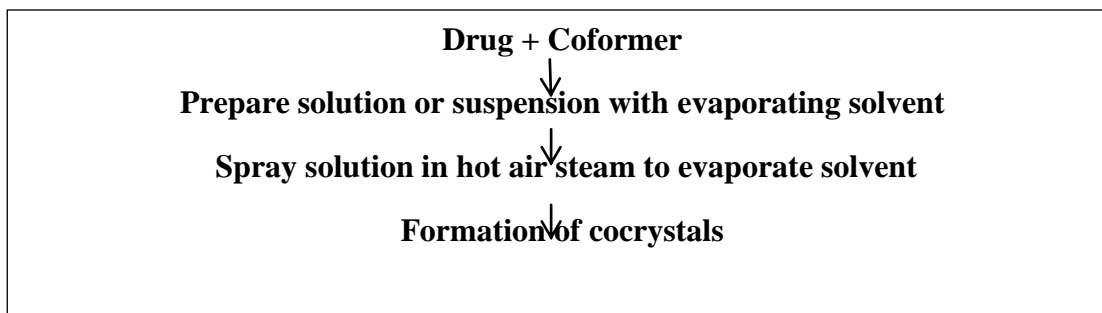 Drug + Coformer
Prepare solution or suspension with evaporating solvent
Spray solution in hot air steam to evaporate solvent
Formation of cocrystals